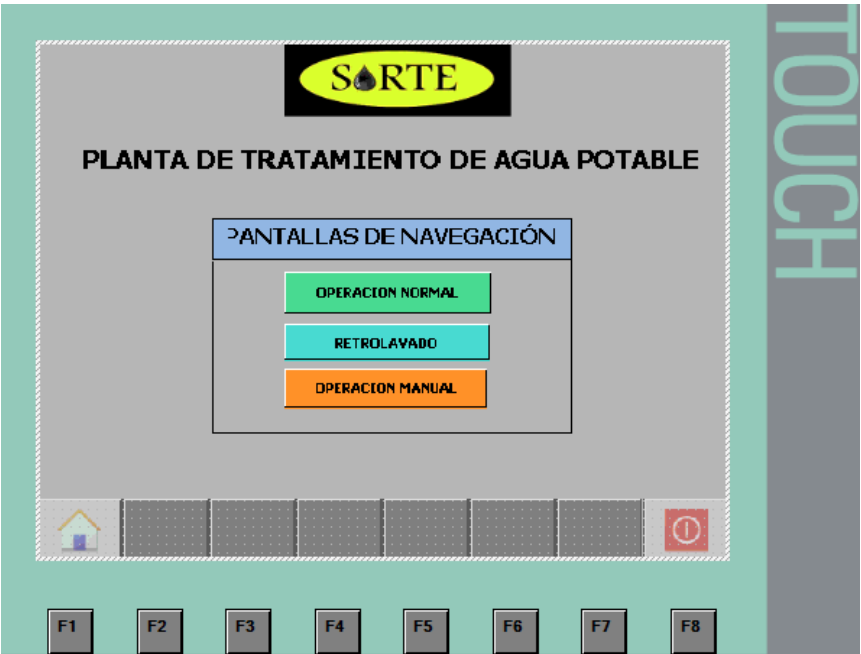 SORTE
PLANTA DE TRATAMIENTO DE AGUA POTABLE
PANTALLAS DE NAVEGACIÓN
OPERACION NORMAL
RETROLAVADO
OPERACION MANUAL
F1 F2 F3 F4 F5 F6 F7 F8
TOUCH